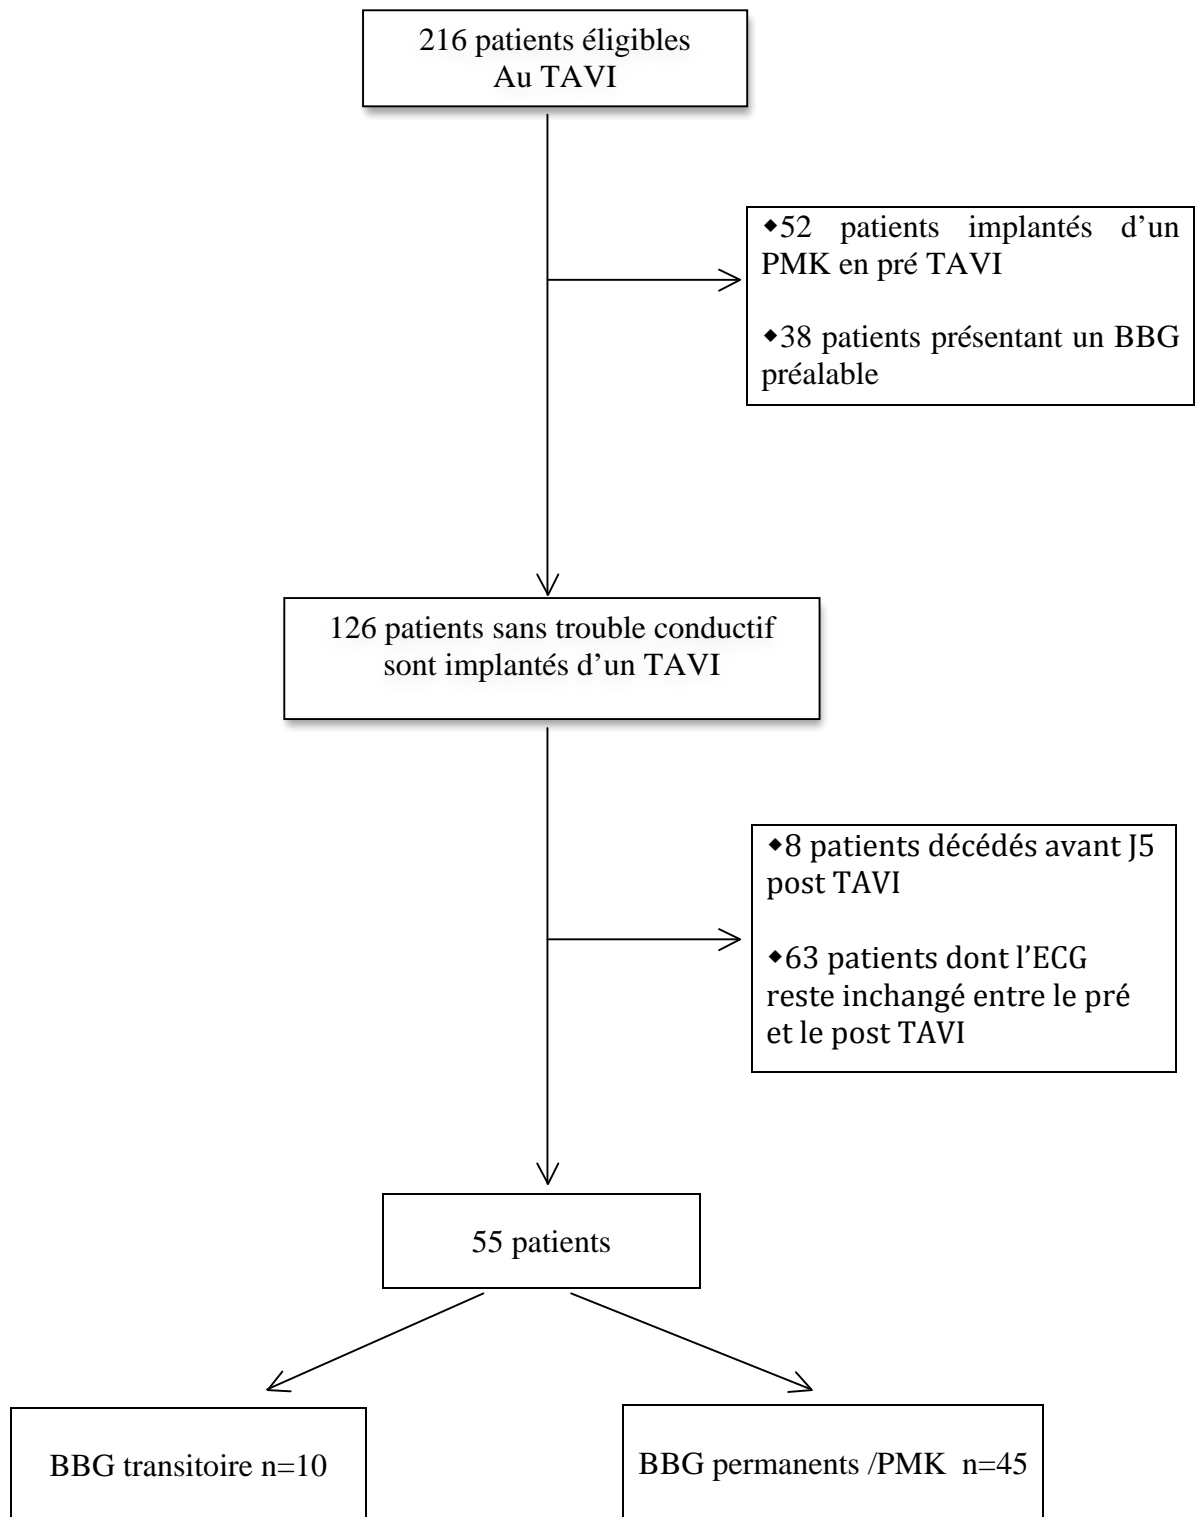 216 patients éligibles
Au TAVI
◆52 patients implantés d’un
PMK en pré TAVI
◆38 patients présentant un BBG
préalable
126 patients sans trouble conductif
sont implantés d’un TAVI
◆8 patients décédés avant J5
post TAVI
◆63 patients dont l’ECG
reste inchangé entre le pré
et le post TAVI
55 patients
BBG transitoire n=10
BBG permanents /PMK n=45